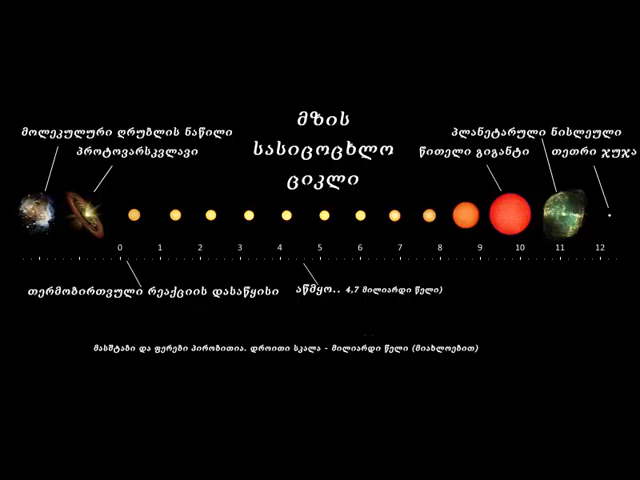 მზის
სასიცოცხლო
ციკლი
მოლეკულური ღრუბლის ნაწილი
პროტოვარსკვლავი
პლანეტარული ნისლეული
წითელი გიგანტი
თეთრი ჯუჯა
0 1 2 3 4 5 6 7 8 9 10 11 12
თერმობირთვული რეაქციის დასაწყისი
აწმყო.. 4,7 მილიარდი წელი)
მასშტაბი და ფერები პირობითია. დროითი სკალა - მილიარდი წელი (მიახლოებით)